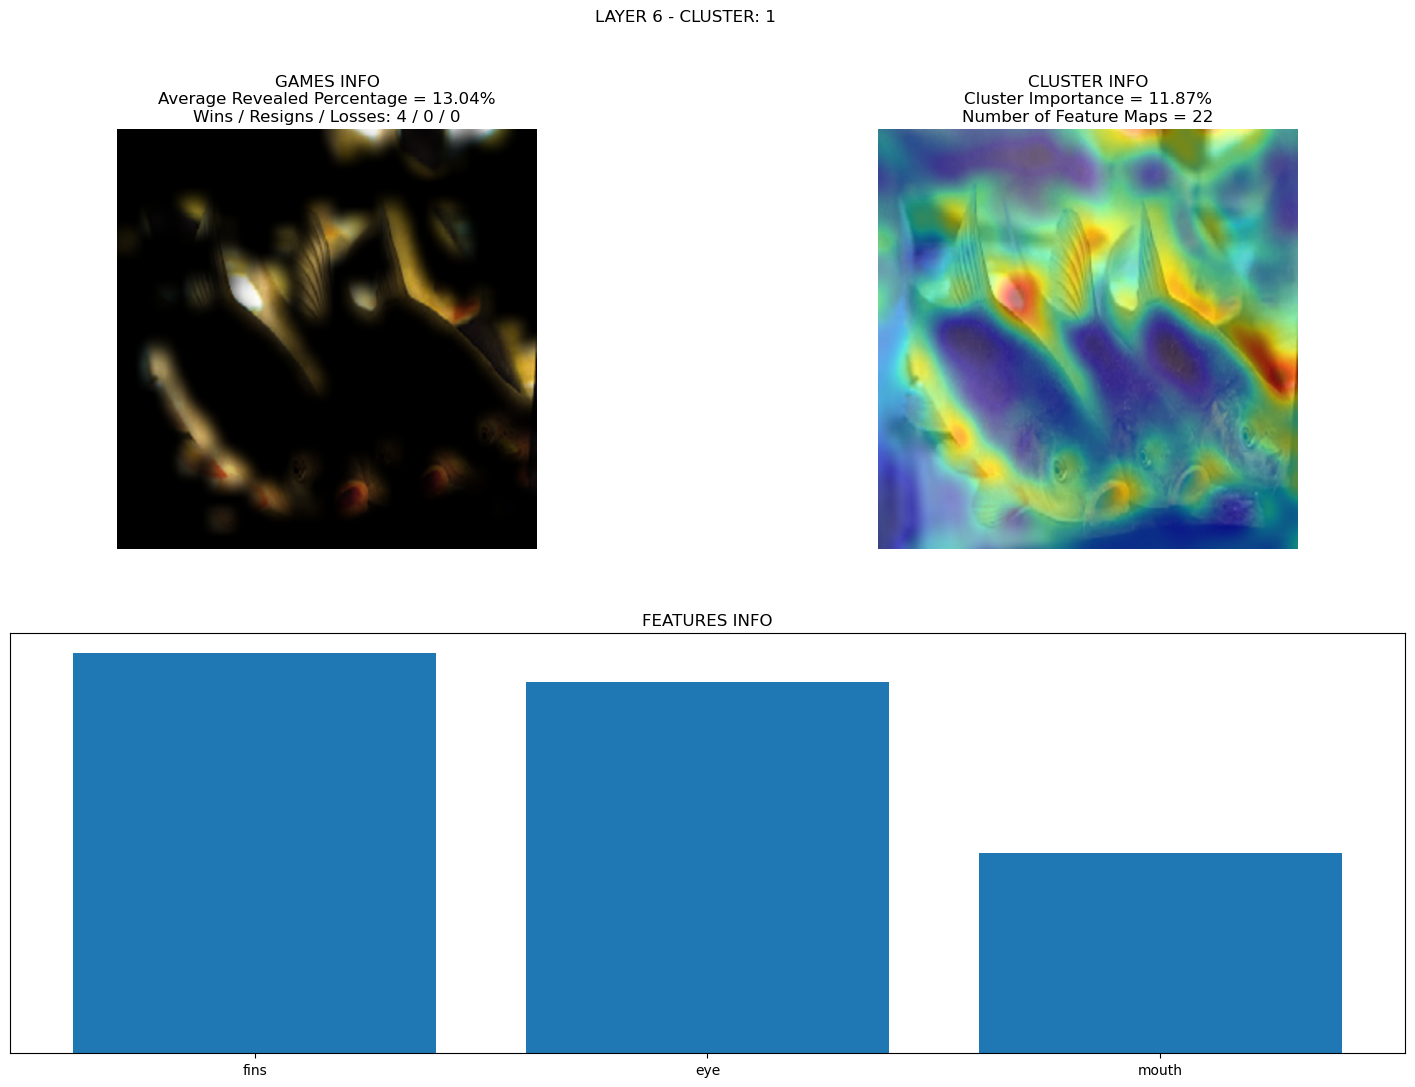 LAYER 6 - CLUSTER: 1
GAMES INFO
Average Revealed Percentage = 13.04%
Wins / Resigns / Losses: 4 / 0 / 0
CLUSTER INFO
Cluster Importance = 11.87%
Number of Feature Maps = 22
FEATURES INFO
fins
eye
mouth